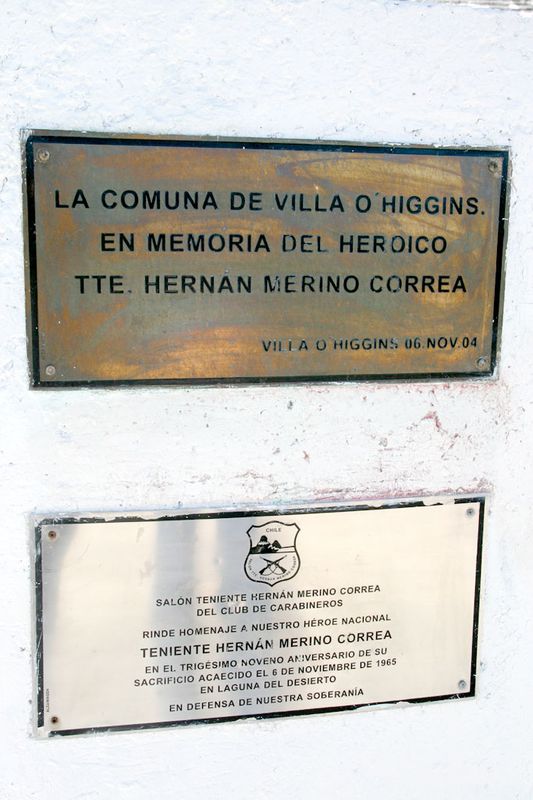 LA COMUNA DE VILLA O´HIGGINS.
EN MEMORIA DEL HEROICO
TTE. HERNAN MERINO CORREA
VILLA O HIGGINS 06.NOV.04
CHILE
SALÓN TENIENTE HERNÁN MERINO CORREA
DEL CLUB DE CARABINEROS
RINDE HOMENAJE A NUESTRO HÉROE NACIONAL
TENIENTE HERNÁN MERINO CORREA
EN EL TRIGÉSIMO NOVENO ANIVERSARIO DE SU
SACRIFICIO ACAECIDO EL 6 DE NOVIEMBRE DE 1965
EN LAGUNA DEL DESIERTO
EN DEFENSA DE NUESTRA SOBERANÍA